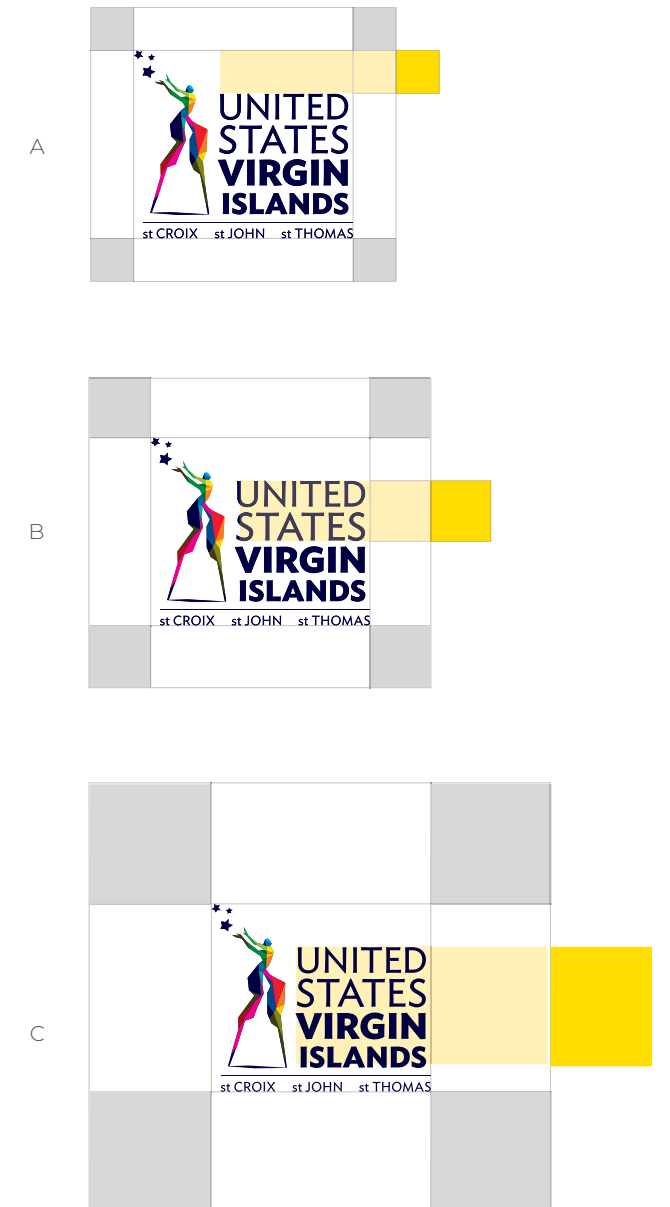 A
UNITED
STATES
VIRGIN
ISLANDS
st CROIX st JOHN st THOMAS
B
UNITED
STATES
VIRGIN
ISLANDS
st CROIX st JOHN st THOMAS
C
UNITED
STATES
VIRGIN
ISLANDS
st CROIX st JOHN st THOMAS